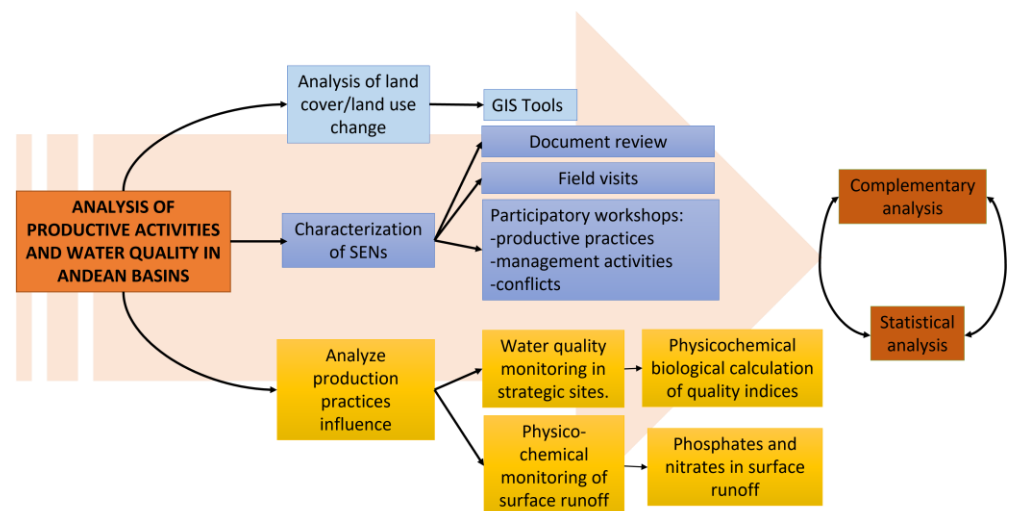 Analysis of land
cover/land use
change
GIS Tools
Document review
Field visits
Participatory workshops:
-productive practices
-management activities
-conflicts
ANALYSIS OF
PRODUCTIVE ACTIVITIES
AND WATER QUALITY IN
ANDEAN BASINS
Characterization
of SENs
Complementary
analysis
Statistical
analysis
Analyze
production
practices
influence
Water quality
monitoring in
strategic sites.
Physicochemical
biological calculation
of quality indices
Physico-
chemical
monitoring of
surface runoff
Phosphates and
nitrates in surface
runoff